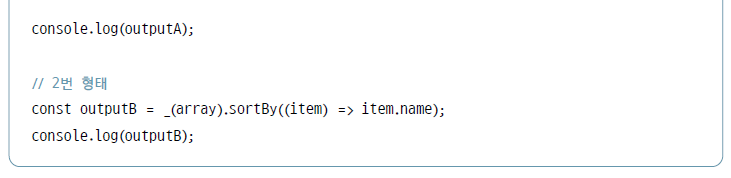 console.log(outputA);
// 2번 형태
const outputB = _(array).sortBy((item) => item.name);
console.log(outputB);